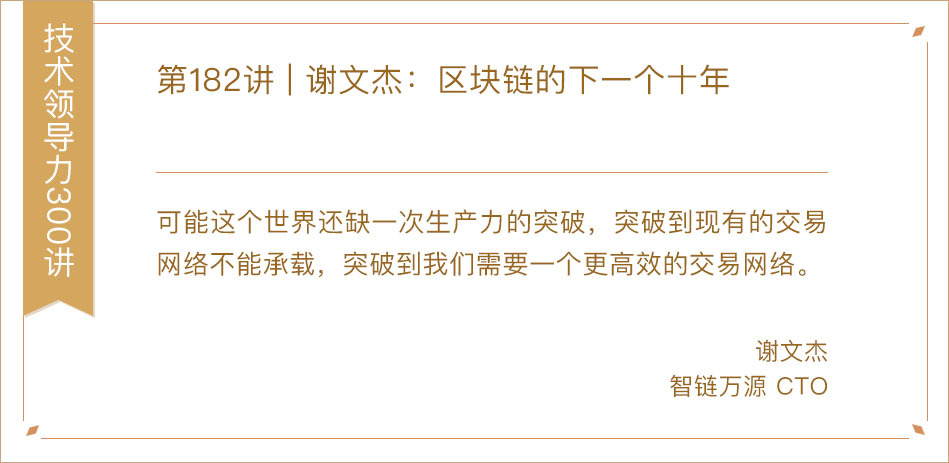 技术领导力300讲
第182讲 | 谢文杰：区块链的下一个十年
可能这个世界还缺一次生产力的突破，突破到现有的交易
网络不能承载，突破到我们需要一个更高效的交易网络。
谢文杰
智链万源 CTO